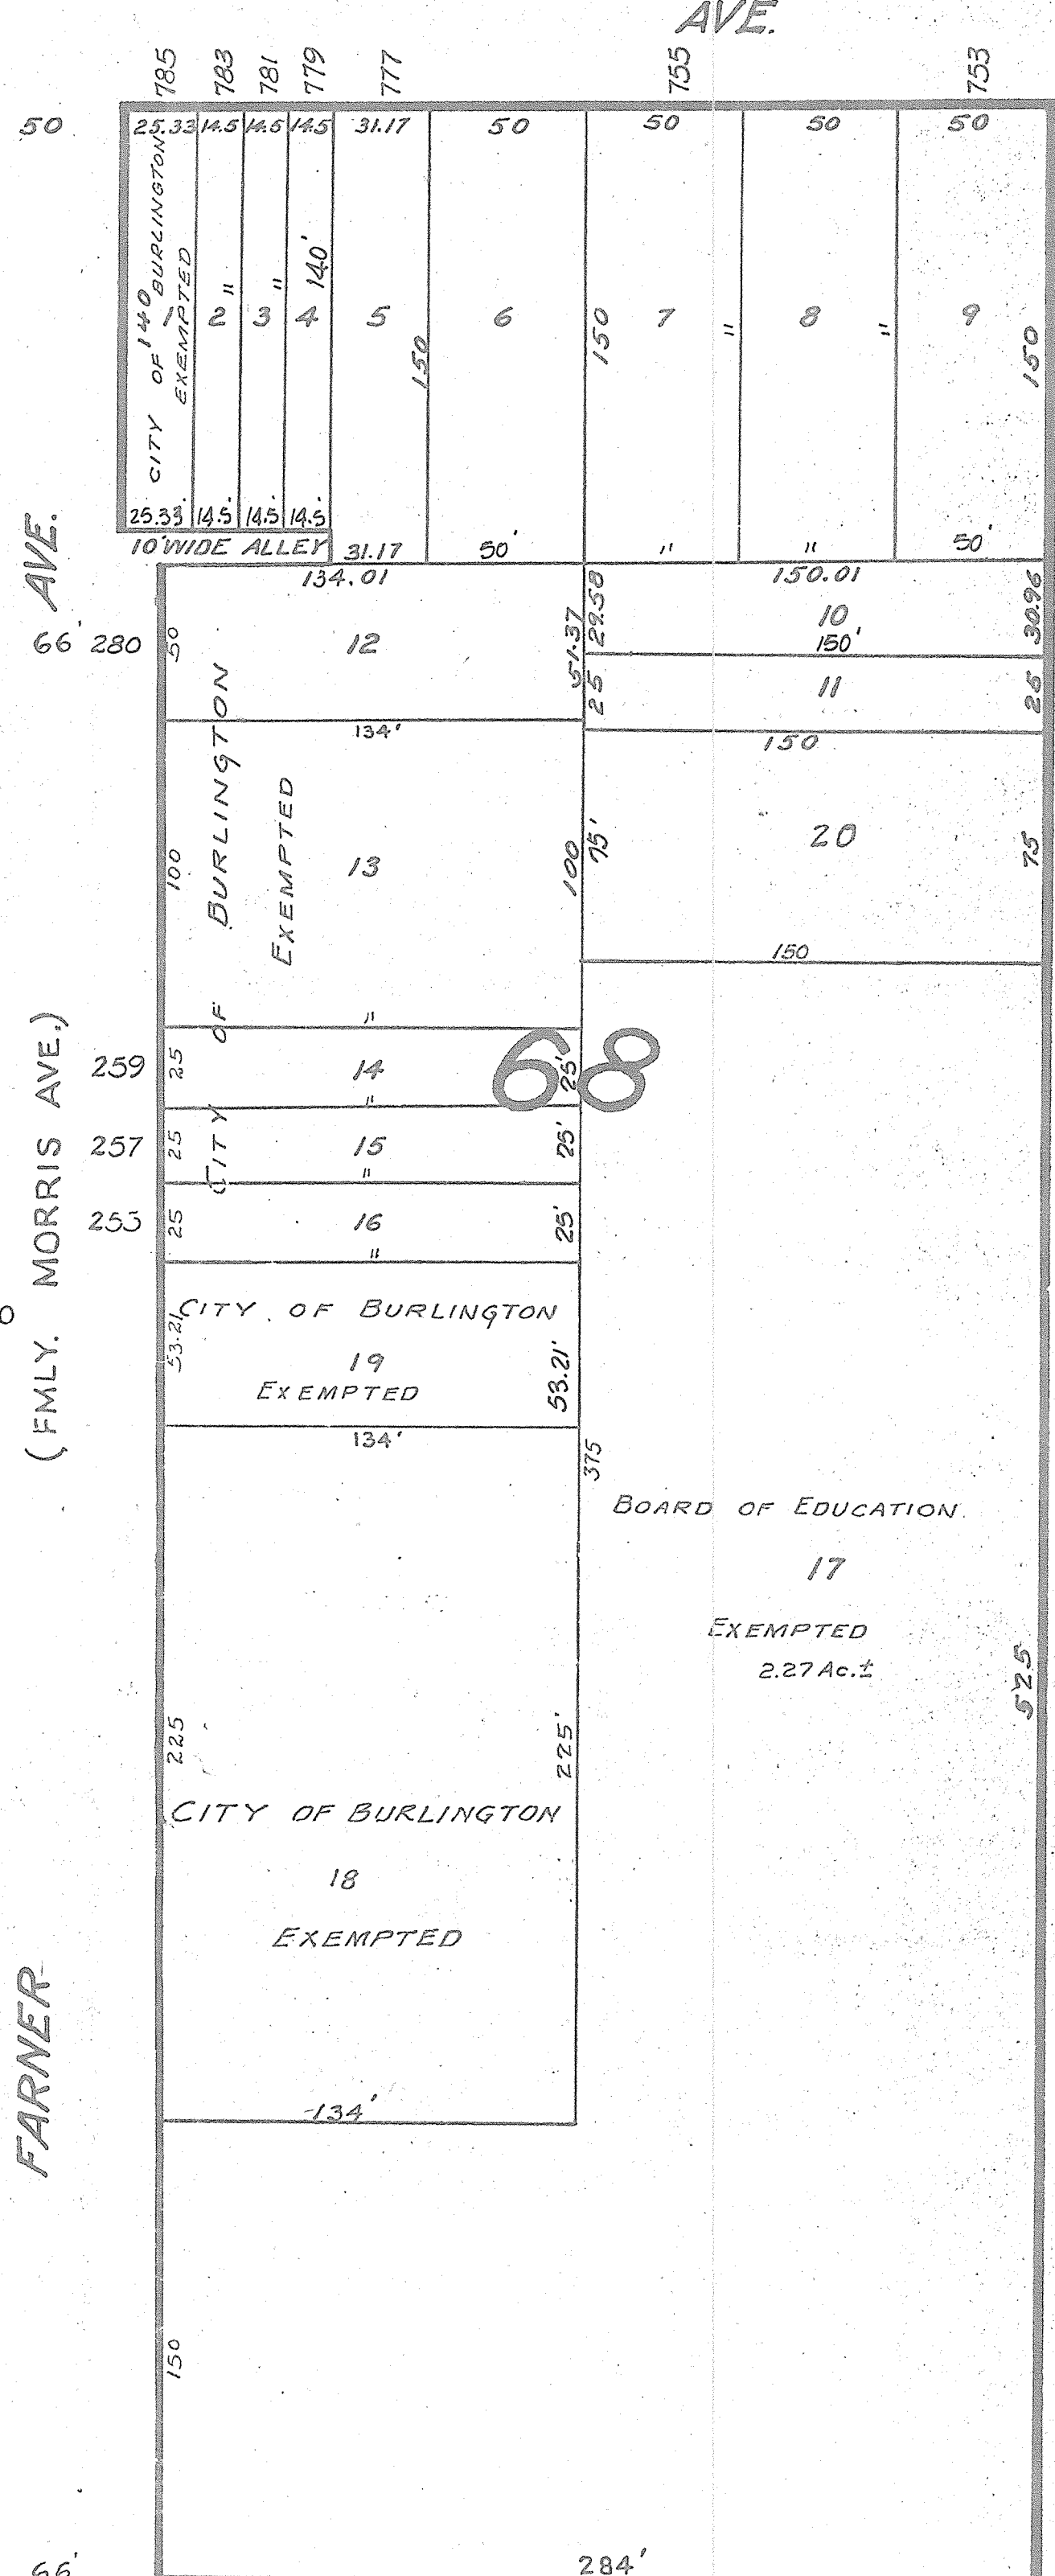 AVE.
785 783 781 779 777 755 753
50
25.33 14.5 14.5 14.5 31.17 50 50 50 50
CITY OF BURLINGTON
EXEMPTED
140
1 2 " 3 " 4 140' 5 6 7 " 8 " 9
150 150 150
25.33 14.5' 14.5' 14.5'
10' WIDE ALLEY 31.17 50' " " 50'
134.01 150.01
AVE.
66' 280 50 12 51.37 29.58 10 30.96
150'
25 11 25
134' 150
CITY OF BURLINGTON
EXEMPTED
100 13 100 75' 20 75
150
"
68
259 25 14 25'
"
257 25 15 25'
"
255 25 16 25'
"
(FMLY. MORRIS AVE.)
CITY OF BURLINGTON
53.21 19 53.21'
EXEMPTED
134'
375
BOARD OF EDUCATION
17
EXEMPTED
2.27 Ac.±
525
225 225'
CITY OF BURLINGTON
18
EXEMPTED
FARNER
134'
150
66' 284'